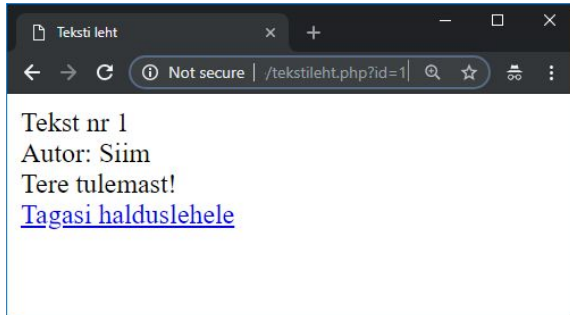 Teksti leht
Not secure | /tekstileht.php?id=1
Tekst nr 1
Autor: Siim
Tere tulemast!
Tagasi halduslehele